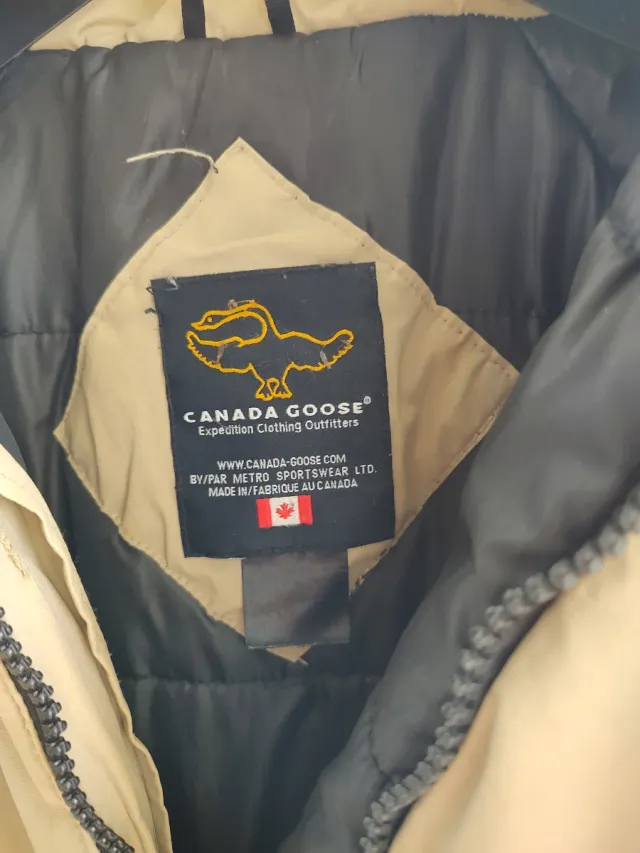 CANADA GOOSE®
Expedition Clothing Outfitters
WWW.CANADA-GOOSE.COM
BY/PAR METRO SPORTSWEAR LTD.
MADE IN/FABRIQUE AU CANADA